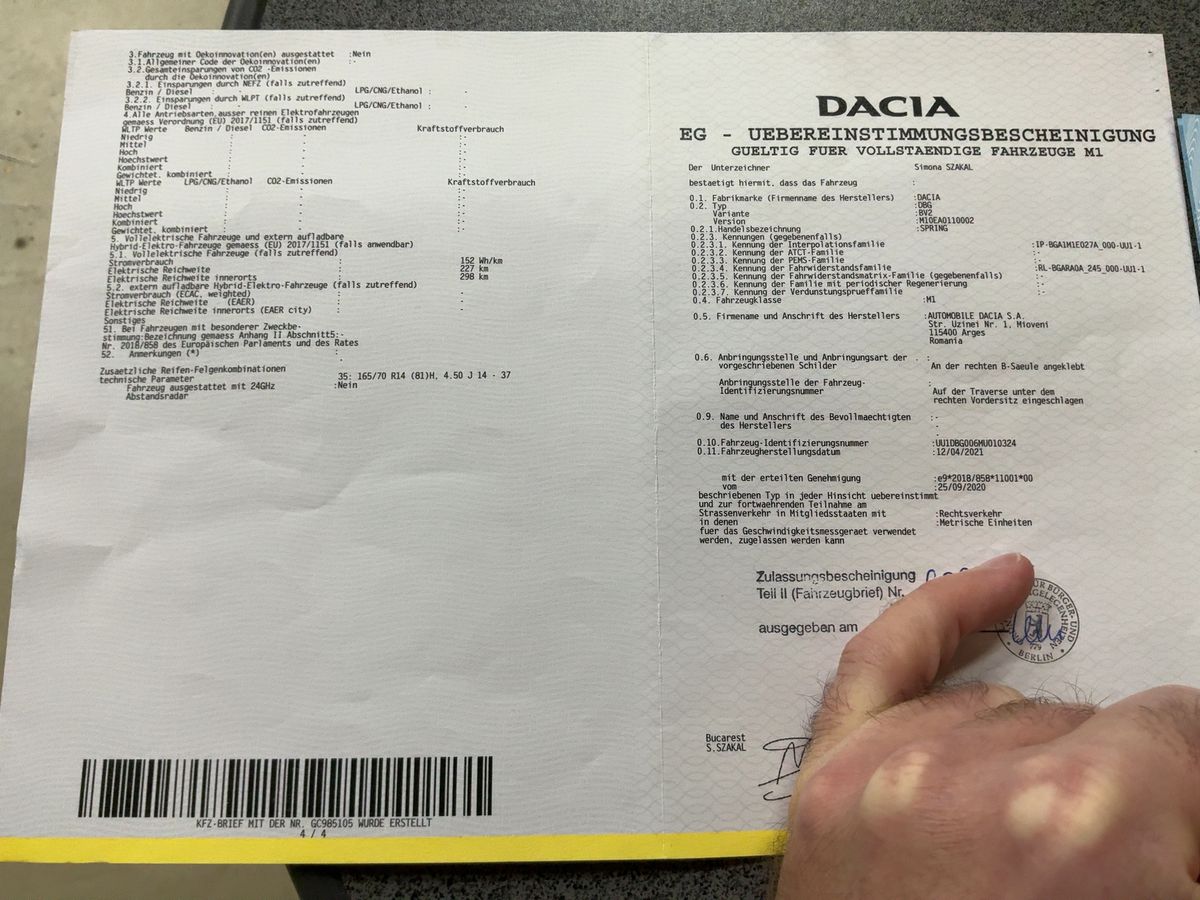 3.Fahrzeug mit Oekoinnovation(en) ausgestattet :Nein
3.1.Allgemeiner Code der Oekoinnovation(en) :-
3.2.Gesamteinsparungen von CO2 -Emissionen
durch die Oekoinnovation(en)
3.2.1. Einsparungen durch NEFZ (falls zutreffend)
Benzin / Diesel : - LPG/CNG/Ethanol : -
3.2.2. Einsparungen durch WLPT (falls zutreffend)
Benzin / Diesel : - LPG/CNG/Ethanol : -
4.Alle Antriebsarten,ausser reinen Elektrofahrzeugen
gemaess Verordnung (EU) 2017/1151 (falls zutreffend)
WLTP Werte Benzin / Diesel CO2-Emissionen Kraftstoffverbrauch
Niedrig : : :-
Mittel : : :-
Hoch : : :-
Hoechstwert : : :-
Kombiniert : : :-
Gewichtet, kombiniert : : :-
WLTP Werte LPG/CNG/Ethanol CO2-Emissionen Kraftstoffverbrauch
Niedrig : : :-
Mittel : : :-
Hoch : : :-
Hoechstwert : : :-
Kombiniert : : :-
Gewichtet, kombiniert : : :-
5. Vollelektrische Fahrzeuge und extern aufladbare
Hybrid-Elektro-Fahrzeuge gemaess (EU) 2017/1151 (falls anwendbar)
5.1. Vollelektrische Fahrzeuge (falls zutreffend)
Stromverbrauch : 152 Wh/km
Elektrische Reichweite : 227 km
Elektrische Reichweite innerorts : 298 km
5.2. extern aufladbare Hybrid-Elektro-Fahrzeuge (falls zutreffend)
Stromverbrauch (ECAC, weighted) : -
Elektrische Reichweite (EAER) : -
Elektrische Reichweite innerorts (EAER city) : -
Sonstiges
51. Bei Fahrzeugen mit besonderer Zweckbe-
stimmung:Bezeichnung gemaess Anhang II Abschnitt5:-
Nr. 2018/858 des Europäischen Parlaments und des Rates
52. Anmerkungen (*) :
Zusaetzliche Reifen-Felgenkombinationen
technische Parameter 35: 165/70 R14 (81)H, 4.50 J 14 - 37
Fahrzeug ausgestattet mit 24GHz :Nein
Abstandsradar
KFZ-BRIEF MIT DER NR. GC985105 WURDE ERSTELLT
4 / 4
DACIA
EG - UEBEREINSTIMMUNGSBESCHEINIGUNG
GUELTIG FUER VOLLSTAENDIGE FAHRZEUGE M1
Der Unterzeichner Simona SZAKAL
bestaetigt hiermit, dass das Fahrzeug :
0.1. Fabrikmarke (Firmenname des Herstellers) :DACIA
0.2. Typ :DBG
Variante :BV2
Version :M10EA0110002
0.2.1.Handelsbezeichnung :SPRING
0.2.3. Kennungen (gegebenenfalls)
0.2.3.1. Kennung der Interpolationsfamilie :IP-BGA1M1E027A_000-UU1-1
0.2.3.2. Kennung der ATCT-Familie :-
0.2.3.3. Kennung der PEMS-Familie :-
0.2.3.4. Kennung der Fahrwiderstandsfamilie :RL-BGARAOA_245_000-UU1-1
0.2.3.5. Kennung der Fahrwiderstandsmatrix-Familie (gegebenenfalls) :-
0.2.3.6. Kennung der Familie mit periodischer Regenerierung :-
0.2.3.7. Kennung der Verdunstungsprueffamilie :-
0.4. Fahrzeugklasse :M1
0.5. Firmenname und Anschrift des Herstellers :AUTOMOBILE DACIA S.A.
Str. Uzinei Nr. 1, Mioveni
115400 Arges
Romania
0.6. Anbringungsstelle und Anbringungsart der . :
vorgeschriebenen Schilder An der rechten B-Saeule angeklebt
Anbringungsstelle der Fahrzeug- :
Identifizierungsnummer Auf der Traverse unter dem
rechten Vordersitz eingeschlagen
0.9. Name und Anschrift des Bevollmaechtigten :-
des Herstellers -
0.10.Fahrzeug-Identifizierungsnummer :UU1DBG006MU010324
0.11.Fahrzeugherstellungsdatum :12/04/2021
mit der erteilten Genehmigung :e9*2018/858*11001*00
vom :25/09/2020
beschriebenen Typ in jeder Hinsicht uebereinstimmt
und zur fortwaehrenden Teilnahme am
Strassenverkehr in Mitgliedsstaaten mit :Rechtsverkehr
in denen :Metrische Einheiten
fuer das Geschwindigkeitsmessgeraet verwendet
werden, zugelassen werden kann
Zulassungsbescheinigung
Teil II (Fahrzeugbrief) Nr.
ausgegeben am
ÜR BÜRGER- UND
BERLIN
Bucarest
S.SZAKAL